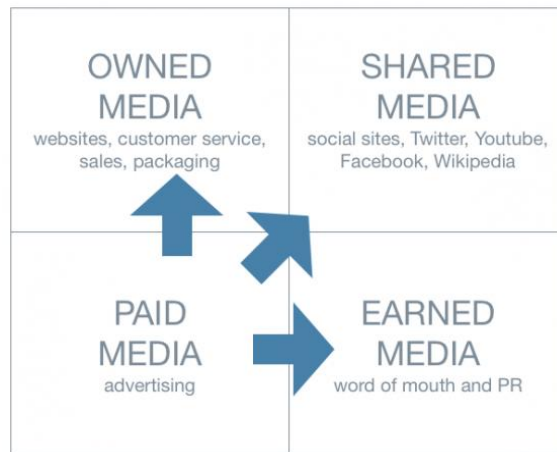 OWNED
MEDIA
websites, customer service,
sales, packaging
SHARED
MEDIA
social sites, Twitter, Youtube,
Facebook, Wikipedia
PAID
MEDIA
advertising
EARNED
MEDIA
word of mouth and PR